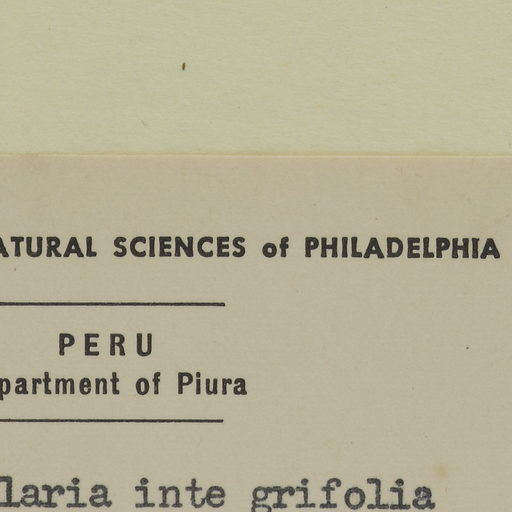 ATURAL SCIENCES of PHILADELPHIA
PERU
partment of Piura
laria inte grifolia